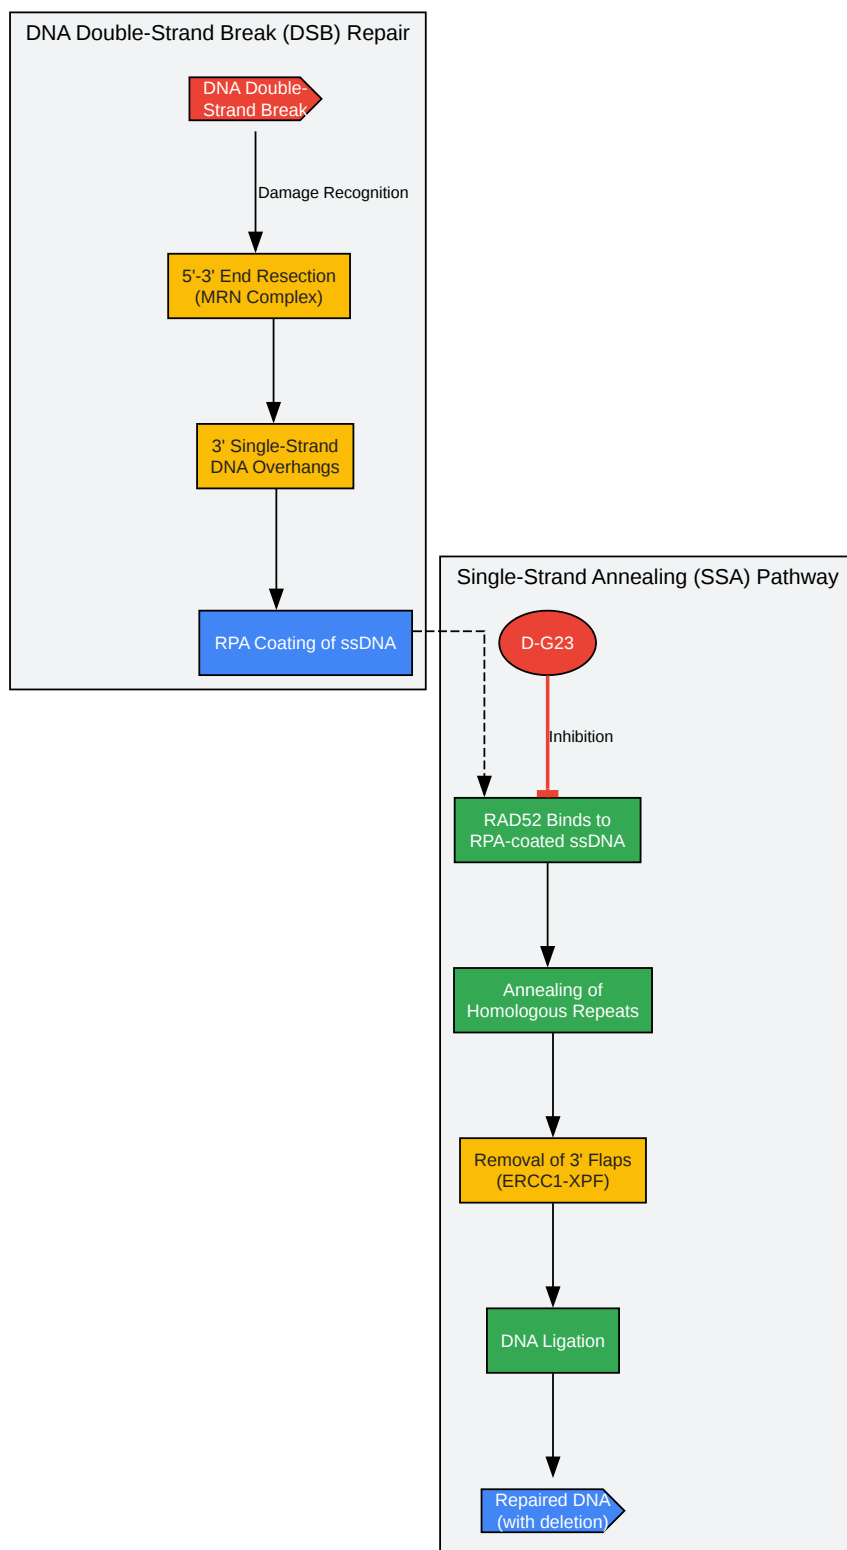 DNA Double-Strand Break (DSB) Repair
DNA Double-
Strand Break
Damage Recognition
5'-3' End Resection
(MRN Complex)
3' Single-Strand
DNA Overhangs
RPA Coating of ssDNA
Single-Strand Annealing (SSA) Pathway
D-G23
Inhibition
RAD52 Binds to
RPA-coated ssDNA
Annealing of
Homologous Repeats
Removal of 3' Flaps
(ERCC1-XPF)
DNA Ligation
Repaired DNA
(with deletion)